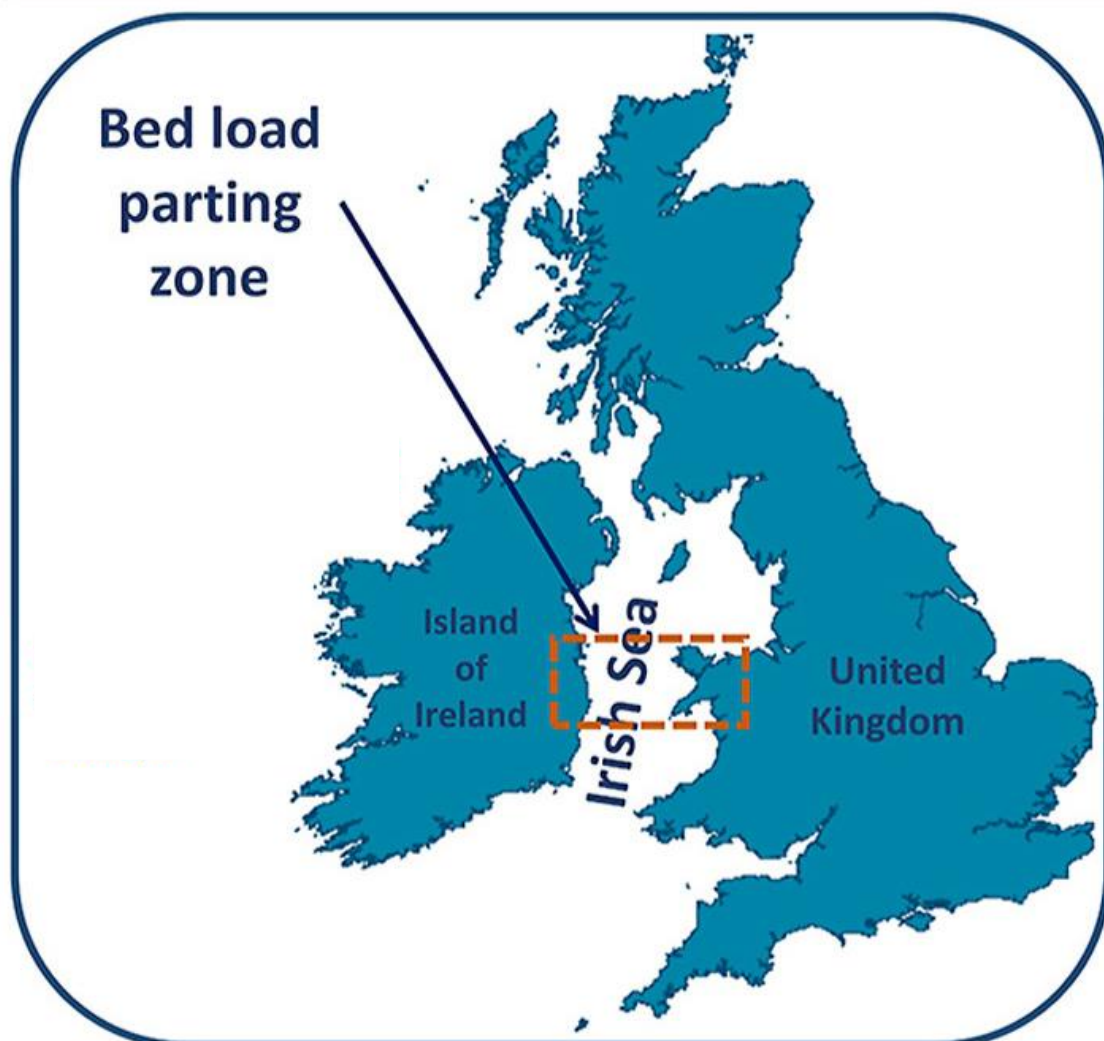 Bed load
parting
zone
Island
of
Ireland
Irish Sea
United
Kingdom